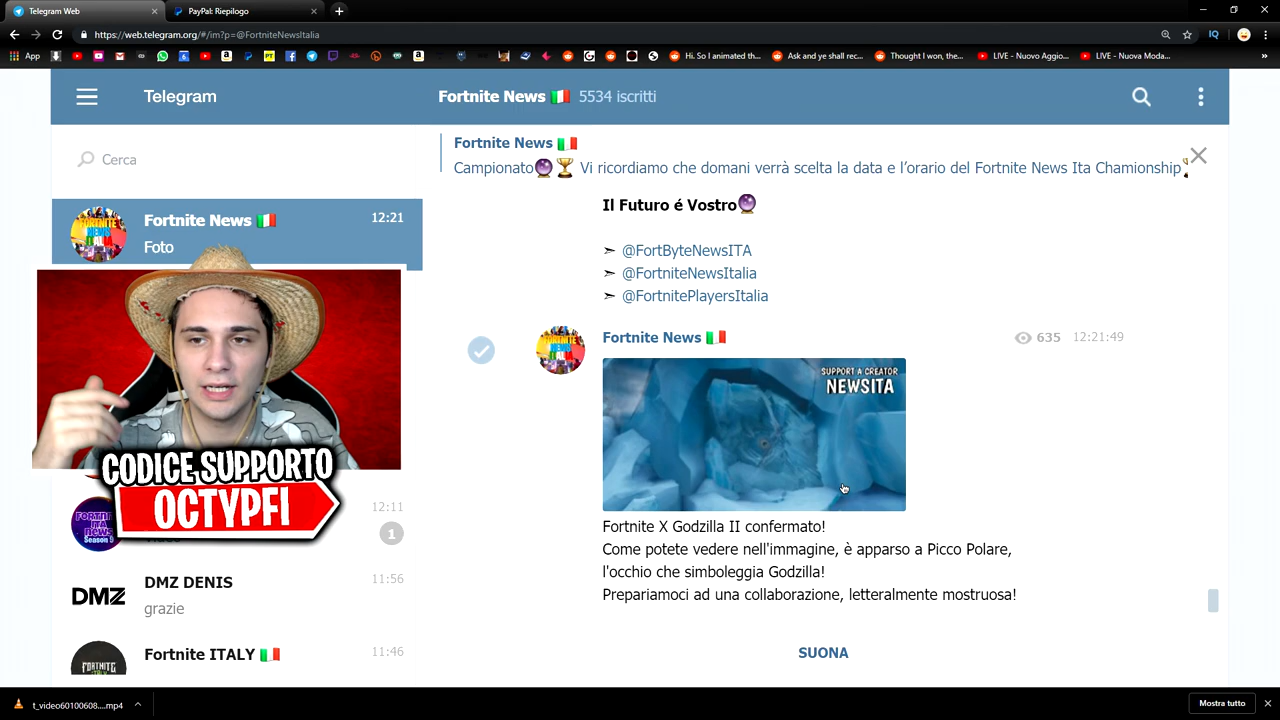 Telegram Web
PayPal: Riepilogo
https://web.telegram.org/#/im?p=@FortniteNewsItalia
App
Hi. So I animated th...
Ask and ye shall rec...
Thought I won, the...
LIVE - Nuovo Aggio...
LIVE - Nuova Moda...
Telegram
Fortnite News 🇮🇹 5534 iscritti
Cerca
Fortnite News 🇮🇹
Campionato🔮🏆 Vi ricordiamo che domani verrà scelta la data e l’orario del Fortnite News Ita Chamionship
Fortnite News 🇮🇹 12:21
Foto
12:11
1
DMZ DENIS 11:56
grazie
DMZ
Fortnite ITALY 🇮🇹 11:46
CODICE SUPPORTO
OCTYPFI
Il Futuro é Vostro🔮
➣ @FortByteNewsITA
➣ @FortniteNewsItalia
➣ @FortnitePlayersItalia
Fortnite News 🇮🇹 635 12:21:49
SUPPORT A CREATOR
NEWSITA
Fortnite X Godzilla II confermato!
Come potete vedere nell'immagine, è apparso a Picco Polare,
l'occhio che simboleggia Godzilla!
Prepariamoci ad una collaborazione, letteralmente mostruosa!
SUONA
t_video60100608....mp4
Mostra tutto